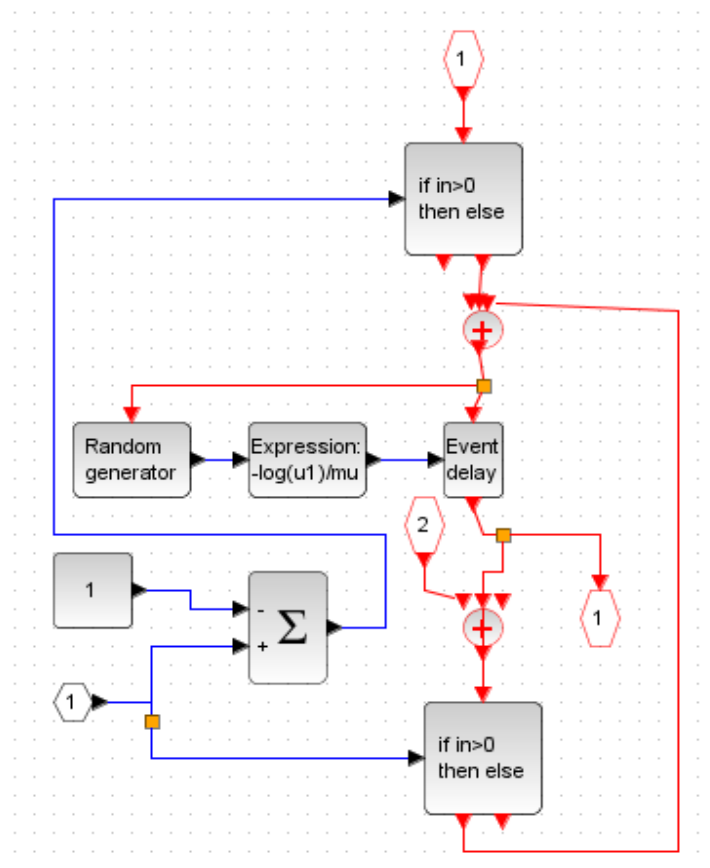 1
if in>0
then else
+
Random
generator
Expression:
-log(u1)/mu
Event
delay
2
1
-
+
Σ
1
+
1
if in>0
then else